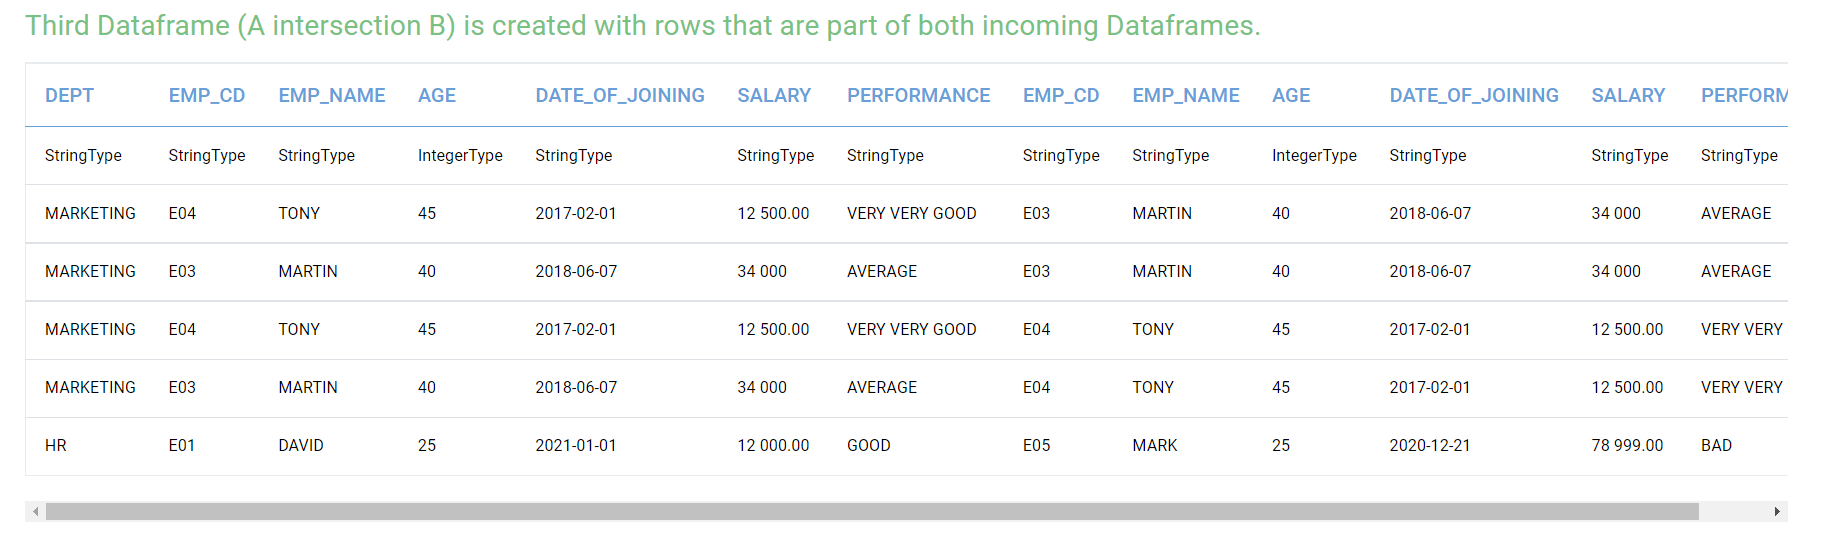 Third Dataframe (A intersection B) is created with rows that are part of both incoming Dataframes.
DEPT EMP_CD EMP_NAME AGE DATE_OF_JOINING SALARY PERFORMANCE EMP_CD EMP_NAME AGE DATE_OF_JOINING SALARY PERFORM
StringType StringType StringType IntegerType StringType StringType StringType StringType StringType IntegerType StringType StringType StringType
MARKETING E04 TONY 45 2017-02-01 12 500.00 VERY VERY GOOD E03 MARTIN 40 2018-06-07 34 000 AVERAGE
MARKETING E03 MARTIN 40 2018-06-07 34 000 AVERAGE E03 MARTIN 40 2018-06-07 34 000 AVERAGE
MARKETING E04 TONY 45 2017-02-01 12 500.00 VERY VERY GOOD E04 TONY 45 2017-02-01 12 500.00 VERY VERY
MARKETING E03 MARTIN 40 2018-06-07 34 000 AVERAGE E04 TONY 45 2017-02-01 12 500.00 VERY VERY
HR E01 DAVID 25 2021-01-01 12 000.00 GOOD E05 MARK 25 2020-12-21 78 999.00 BAD